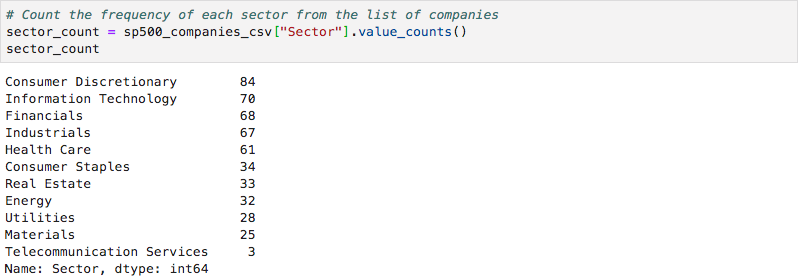 # Count the frequency of each sector from the list of companies
sector_count = sp500_companies_csv["Sector"].value_counts()
sector_count
Consumer Discretionary        84
Information Technology        70
Financials                    68
Industrials                   67
Health Care                   61
Consumer Staples              34
Real Estate                   33
Energy                        32
Utilities                     28
Materials                     25
Telecommunication Services     3
Name: Sector, dtype: int64